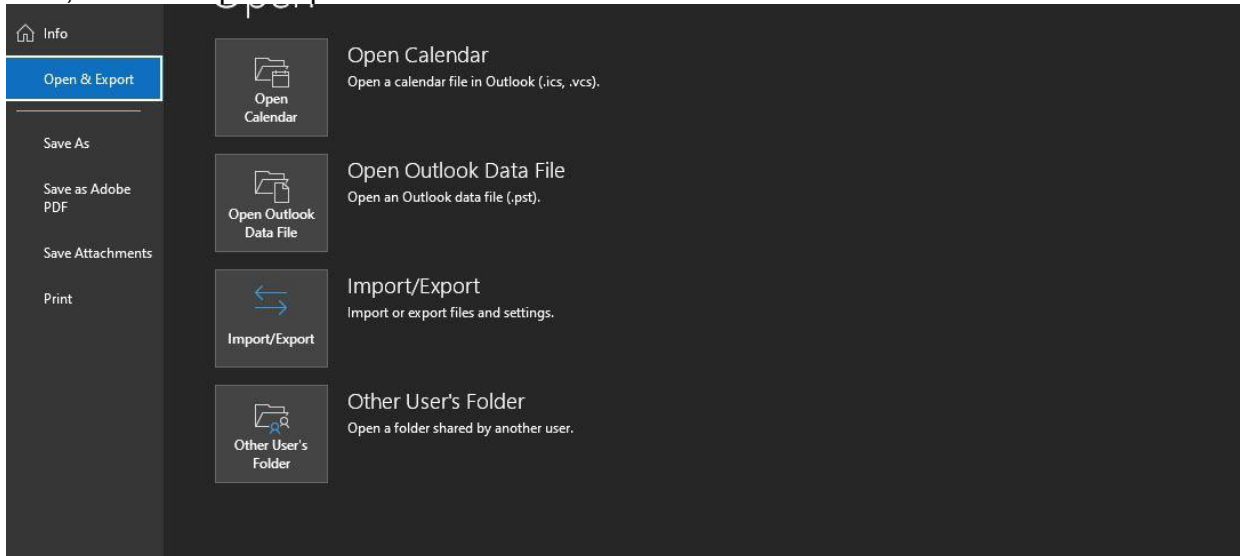 Open
Info
Open & Export
Save As
Save as Adobe
PDF
Save Attachments
Print
Open
Calendar
Open Calendar
Open a calendar file in Outlook (.ics, .vcs).
Open Outlook
Data File
Open Outlook Data File
Open an Outlook data file (.pst).
Import/Export
Import/Export
Import or export files and settings.
Other User's
Folder
Other User's Folder
Open a folder shared by another user.